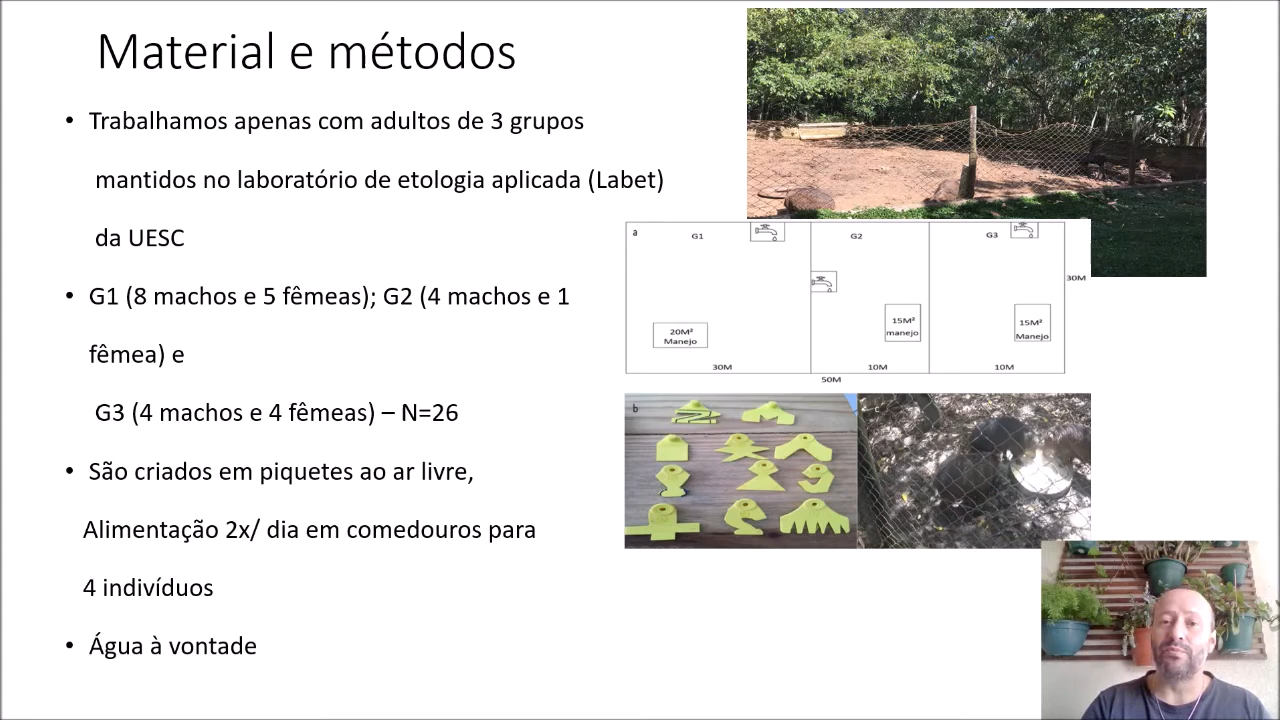 Material e métodos
• Trabalhamos apenas com adultos de 3 grupos
mantidos no laboratório de etologia aplicada (Labet)
da UESC
• G1 (8 machos e 5 fêmeas); G2 (4 machos e 1
fêmea) e
G3 (4 machos e 4 fêmeas) – N=26
• São criados em piquetes ao ar livre,
Alimentação 2x/ dia em comedouros para
4 indivíduos
• Água à vontade
a
G1
G2
G3
30M
20M²
Manejo
15M²
manejo
15M²
Manejo
30M
10M
10M
50M
b
c